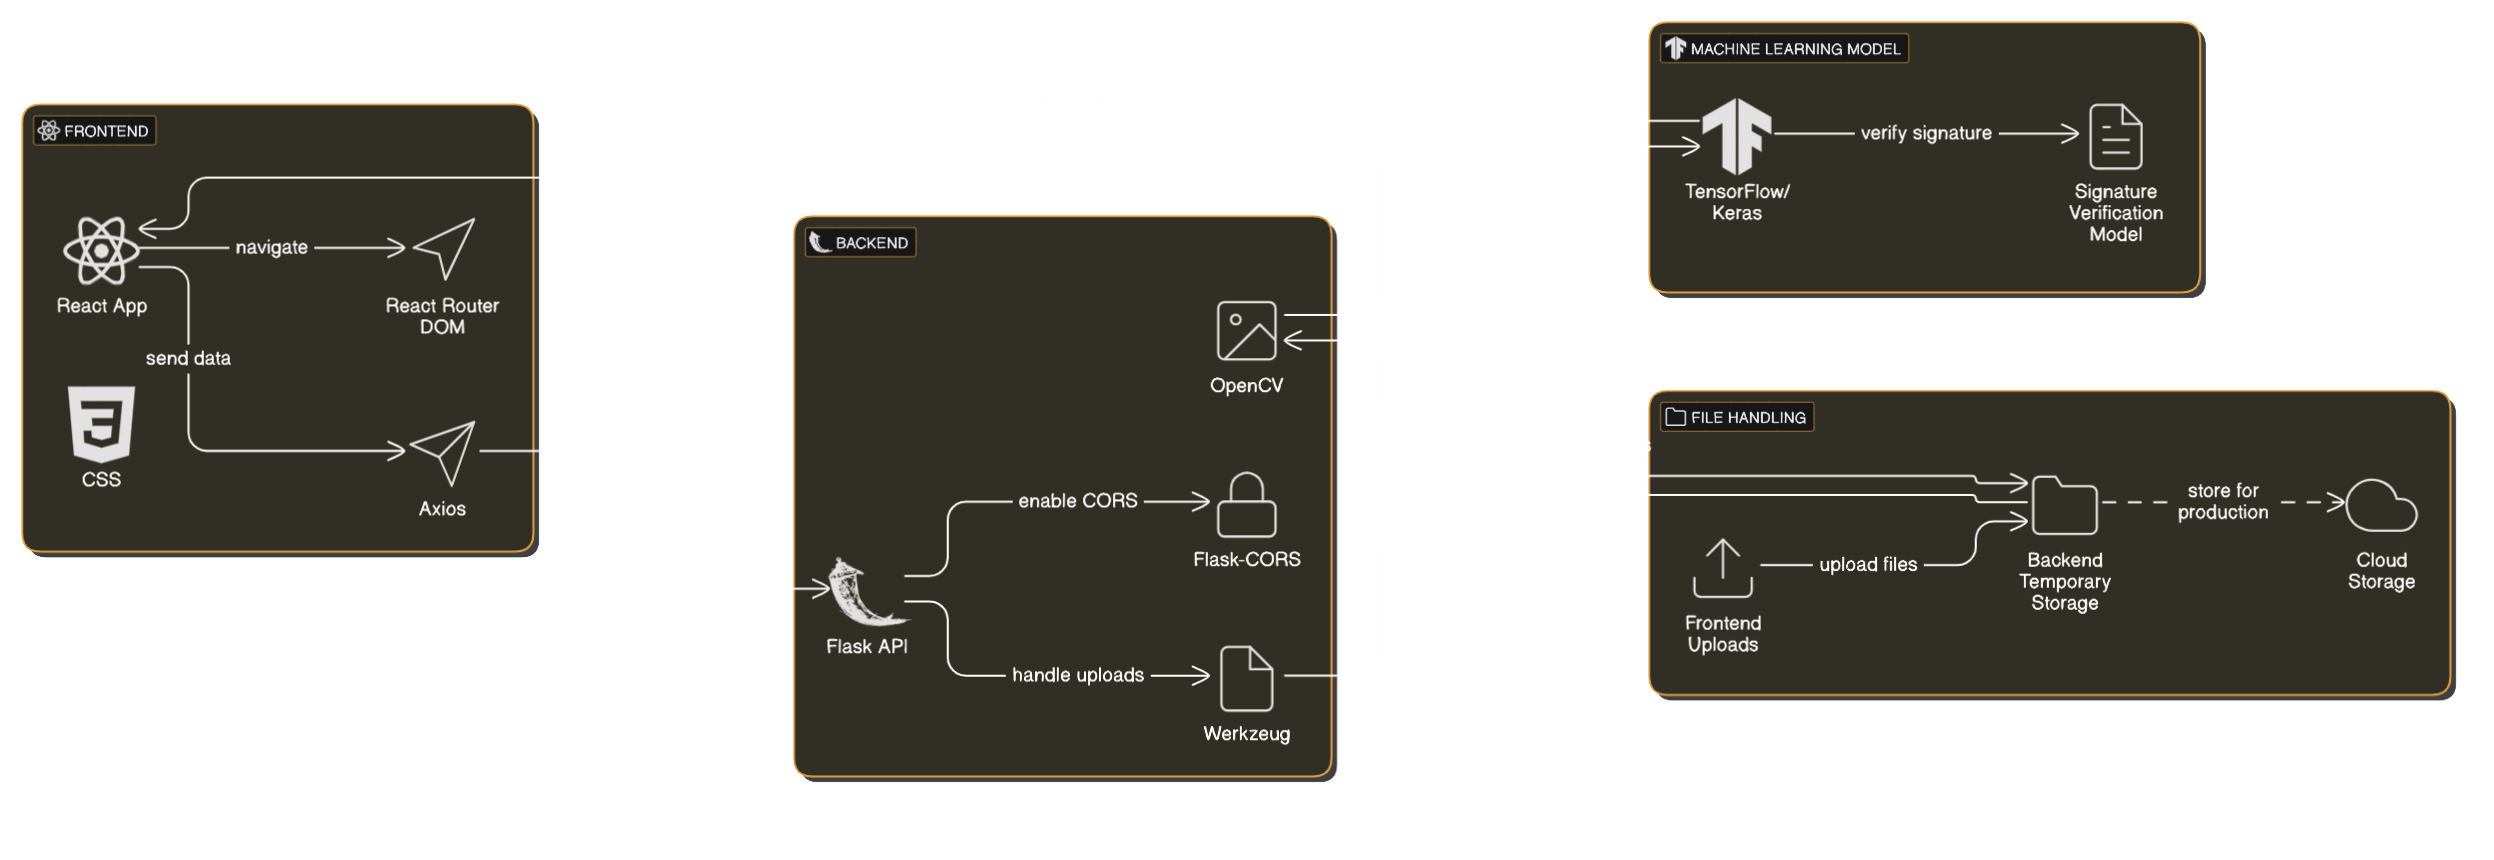 FRONTEND
navigate
React App
React Router
DOM
send data
CSS
Axios
BACKEND
OpenCV
enable CORS
Flask-CORS
Flask API
handle uploads
Werkzeug
MACHINE LEARNING MODEL
verify signature
TensorFlow/
Keras
Signature
Verification
Model
FILE HANDLING
store for
production
upload files
Backend
Temporary
Storage
Cloud
Storage
Frontend
Uploads